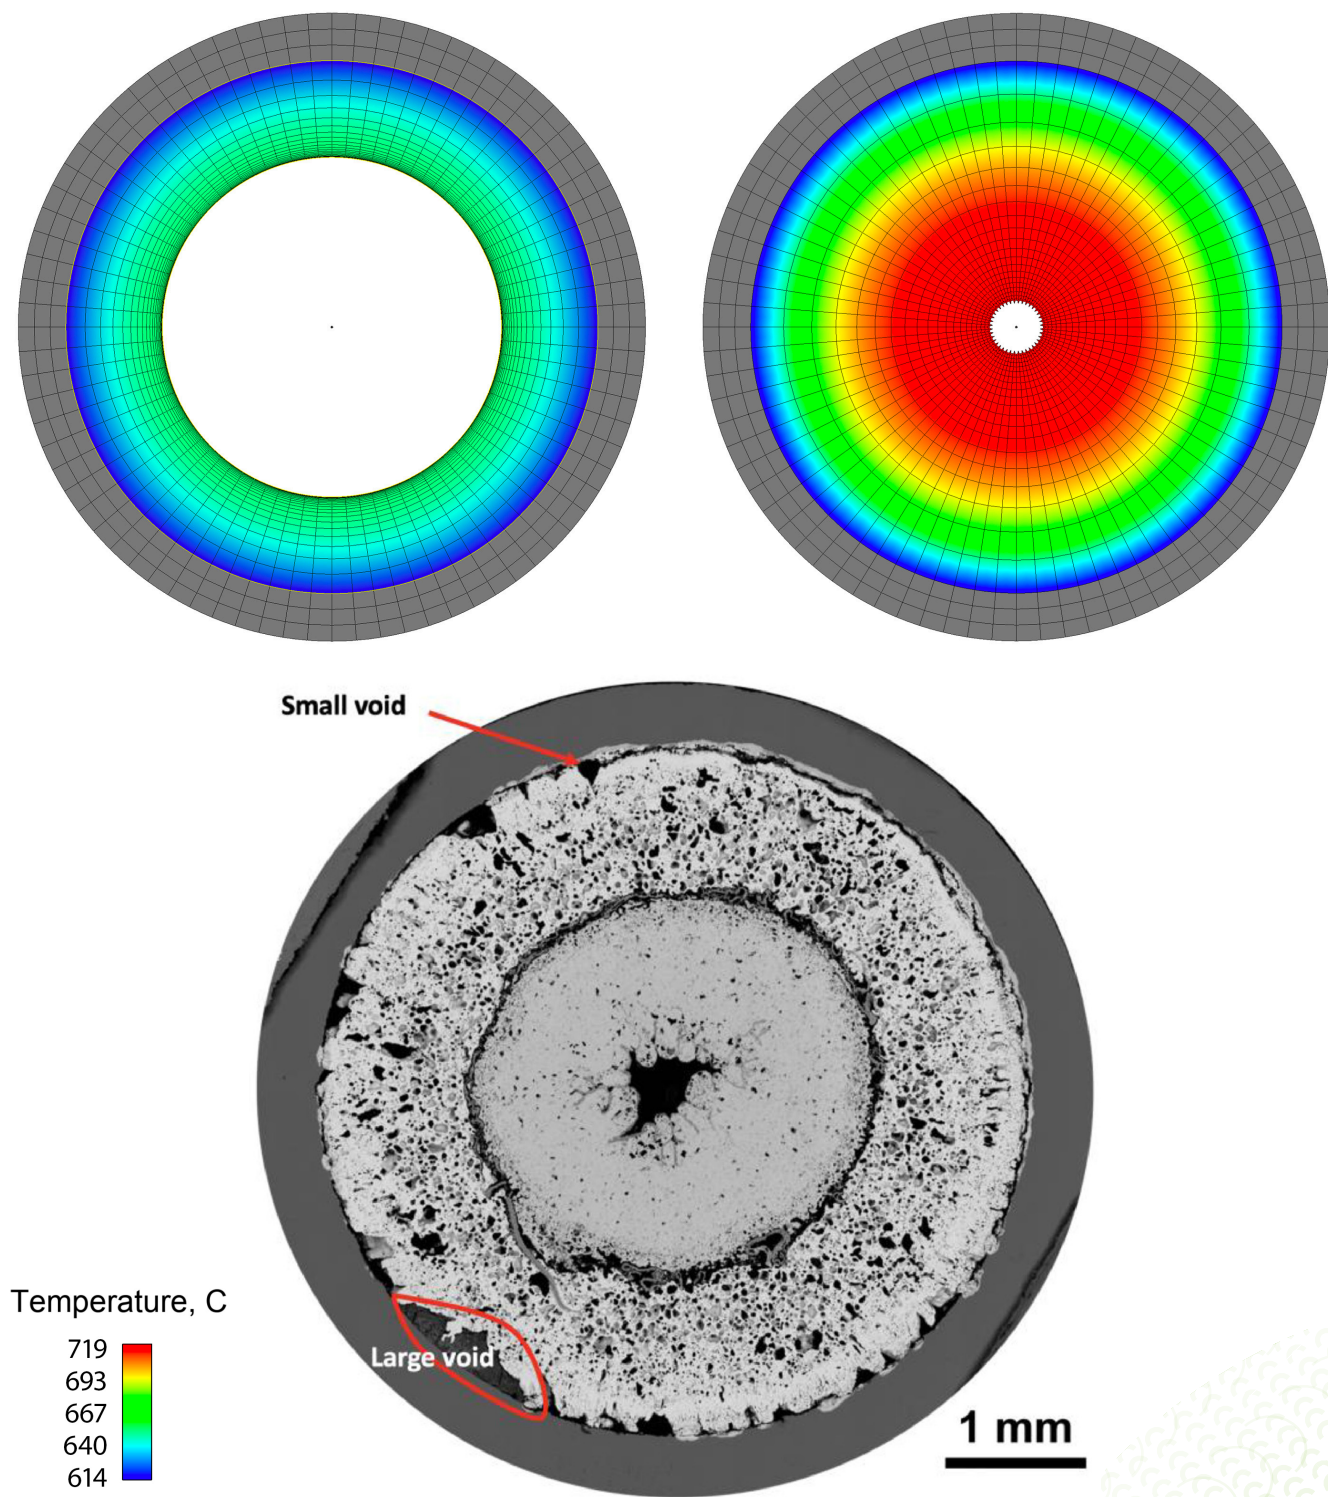 Small void
Large void
Temperature, C
719
693
667
640
614
1 mm